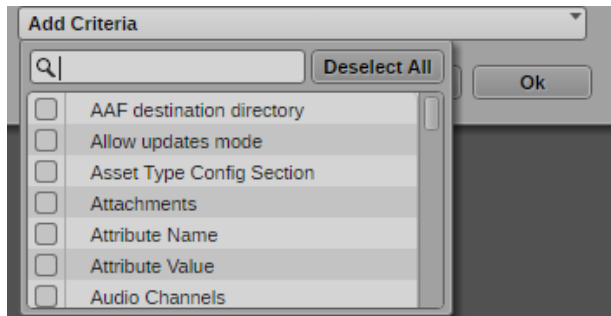 Add Criteria
Deselect All
Ok
AAF destination directory
Allow updates mode
Asset Type Config Section
Attachments
Attribute Name
Attribute Value
Audio Channels